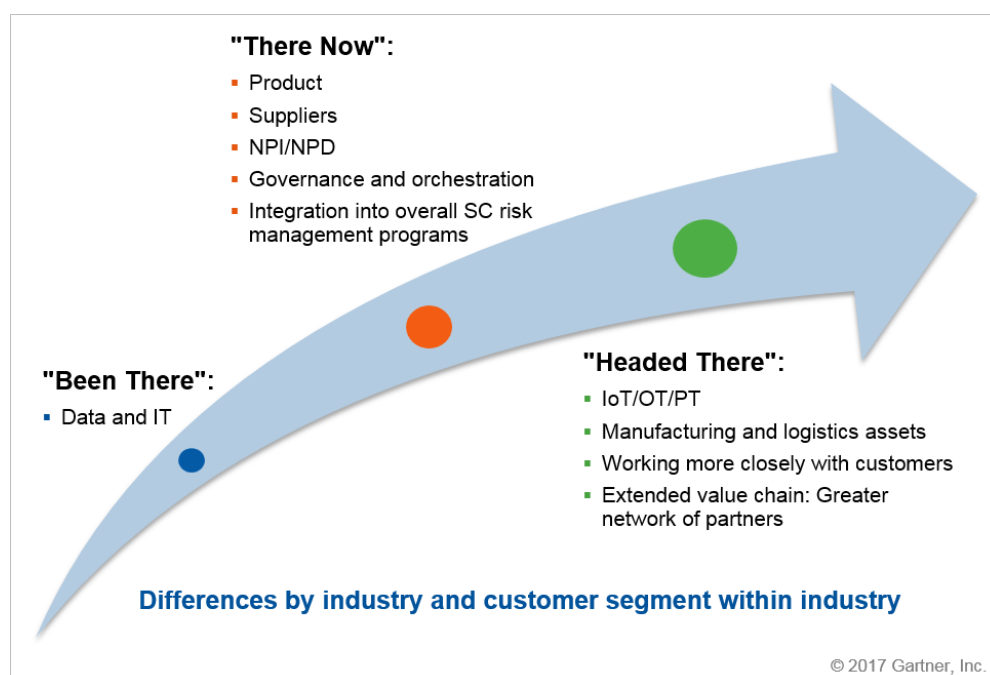 "There Now":
▪ Product
▪ Suppliers
▪ NPI/NPD
▪ Governance and orchestration
▪ Integration into overall SC risk
management programs
"Been There":
▪ Data and IT
"Headed There":
▪ IoT/OT/PT
▪ Manufacturing and logistics assets
▪ Working more closely with customers
▪ Extended value chain: Greater
network of partners
Differences by industry and customer segment within industry
© 2017 Gartner, Inc.